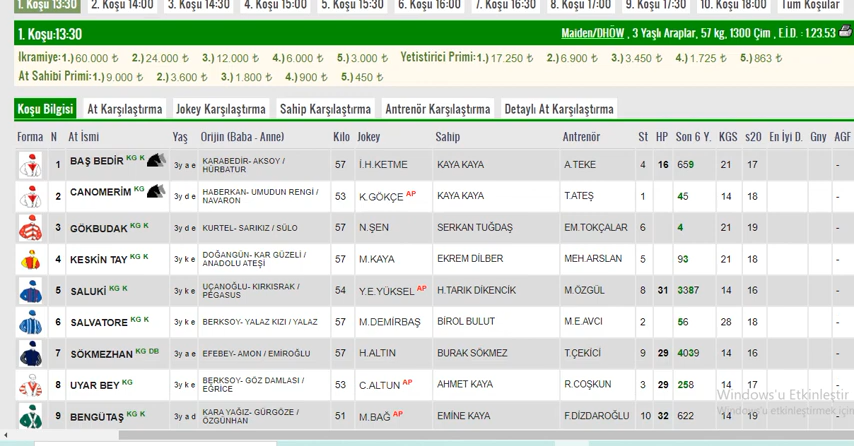 1. Koşu 13:30 2. Koşu 14:00 3. Koşu 14:30 4. Koşu 15:00 5. Koşu 15:30 6. Koşu 16:00 7. Koşu 16:30 8. Koşu 17:00 9. Koşu 17:30 10. Koşu 18:00 Tüm Koşular
1. Koşu:13:30 Maiden/DHÖW , 3 Yaşlı Araplar, 57 kg, 1300 Çim , E.İ.D. : 1.23.53
Ikramiye:1.) 60.000 ₺ 2.) 24.000 ₺ 3.) 12.000 ₺ 4.) 6.000 ₺ 5.) 3.000 ₺ Yetistirici Primi:1.) 17.250 ₺ 2.) 6.900 ₺ 3.) 3.450 ₺ 4.) 1.725 ₺ 5.) 863 ₺
At Sahibi Primi:1.) 9.000 ₺ 2.) 3.600 ₺ 3.) 1.800 ₺ 4.) 900 ₺ 5.) 450 ₺
Koşu Bilgisi At Karşılaştırma Jokey Karşılaştırma Sahip Karşılaştırma Antrenör Karşılaştırma Detaylı At Karşılaştırma
Forma N At İsmi Yaş Orijin (Baba - Anne) Kilo Jokey Sahip Antrenör St HP Son 6 Y. KGS s20 En İyi D. Gny AGF
1 BAŞ BEDİR KG K 3y a e KARABEDİR- AKSOY / HÜRBATUR 57 İ.H.KETME KAYA KAYA A.TEKE 4 16 659 21 17 -
2 CANOMERİM KG 3y d e HABERKAN- UMUDUN RENGİ / NAVARON 53 K.GÖKÇE AP KAYA KAYA T.ATEŞ 1 45 14 18 -
3 GÖKBUDAK KG K 3y d e KURTEL- SARIKIZ / SÜLO 57 N.ŞEN SERKAN TUĞDAŞ EM.TOKÇALAR 6 4 21 19 -
4 KESKİN TAY KG K 3y k e DOĞANGÜN- KAR GÜZELİ / ANADOLU ATEŞİ 57 M.KAYA EKREM DİLBER MEH.ARSLAN 5 93 21 18 -
5 SALUKİ KG K 3y k e UÇANOĞLU- KIRKISRAK / PEGASUS 54 Y.E.YÜKSEL AP H.TARIK DİKENCİK M.ÖZGÜL 8 31 3387 14 16 -
6 SALVATORE KG K 3y k e BERKSOY- YALAZ KIZI / YALAZ 57 M.DEMİRBAŞ BİROL BULUT M.E.AVCI 2 56 28 18 -
7 SÖKMEZHAN KG DB 3y a e EFEBEY- AMON / EMİROĞLU 57 H.ALTIN BURAK SÖKMEZ T.ÇEKİCİ 9 29 4039 14 16 -
8 UYAR BEY KG 3y k e BERKSOY- GÖZ DAMLASI / EĞRİCE 53 C.ALTUN AP AHMET KAYA R.COŞKUN 3 29 258 14 17 -
Windows'u Etkinleştir
Windows'u etkinleştirmek için
9 BENGÜTAŞ KG K 3y a d KARA YAĞIZ- GÜRGÖZE / ÖZGÜNHAN 51 M.BAĞ AP EMİNE KAYA F.DİZDAROĞLU 10 32 622 14 19 -